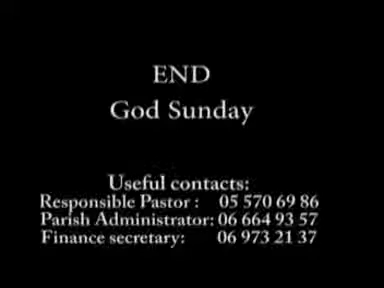 END
God Sunday
Useful contacts:
Responsible Pastor : 05 570 69 86
Parish Administrator: 06 664 93 57
Finance secretary: 06 973 21 37